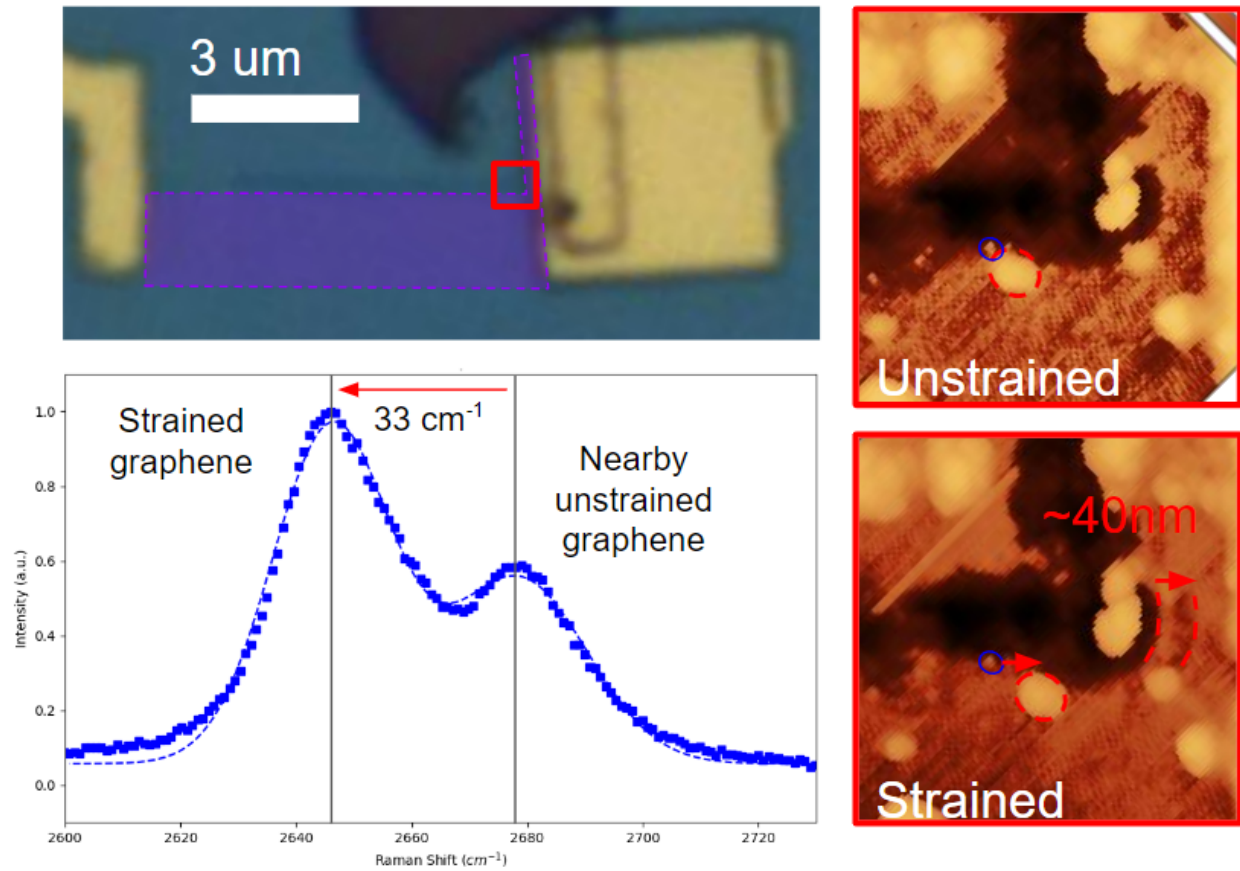 3 um
Unstrained
Strained
graphene
33 cm⁻¹
Nearby
unstrained
graphene
Intensity (a.u.)
1.0
0.8
0.6
0.4
0.2
0.0
2600
2620
2640
2660
2680
2700
2720
Raman Shift (cm⁻¹)
~40nm
Strained